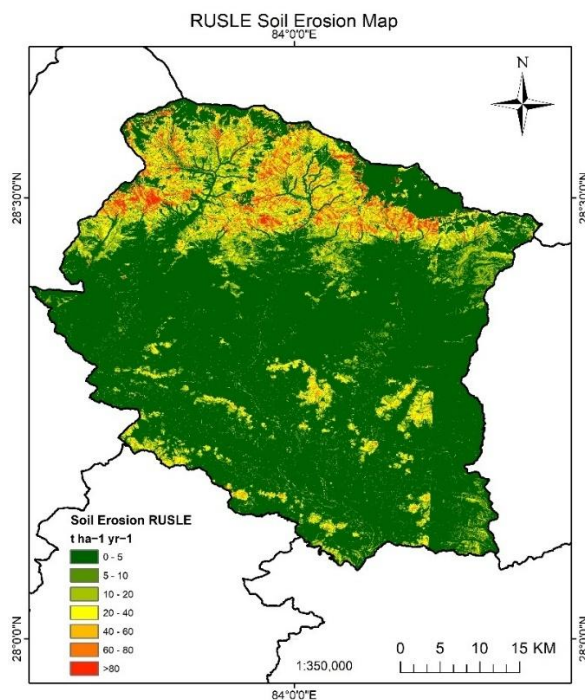 RUSLE Soil Erosion Map
84°0'0"E
N
28°30'0"N
28°30'0"N
Soil Erosion RUSLE
t ha−1 yr−1
0 - 5
5 - 10
10 - 20
20 - 40
40 - 60
60 - 80
>80
28°0'0"N
28°0'0"N
0 5 10 15 KM
1:350,000
84°0'0"E